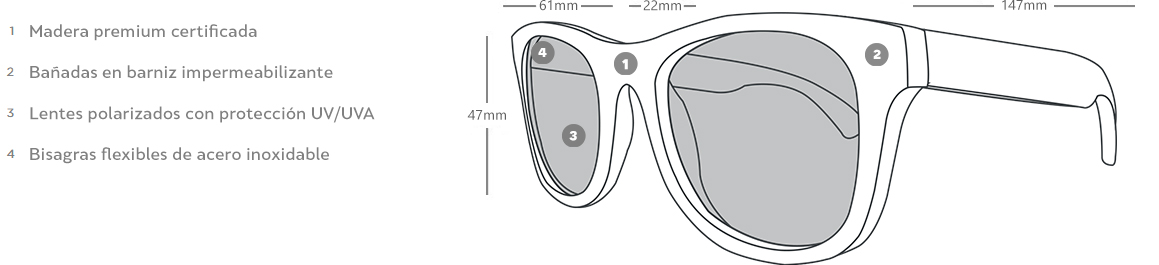 61mm
22mm
147mm
1 Madera premium certificada
2 Bañadas en barniz impermeabilizante
3 Lentes polarizados con protección UV/UVA
4 Bisagras flexibles de acero inoxidable
47mm
4
1
2
3